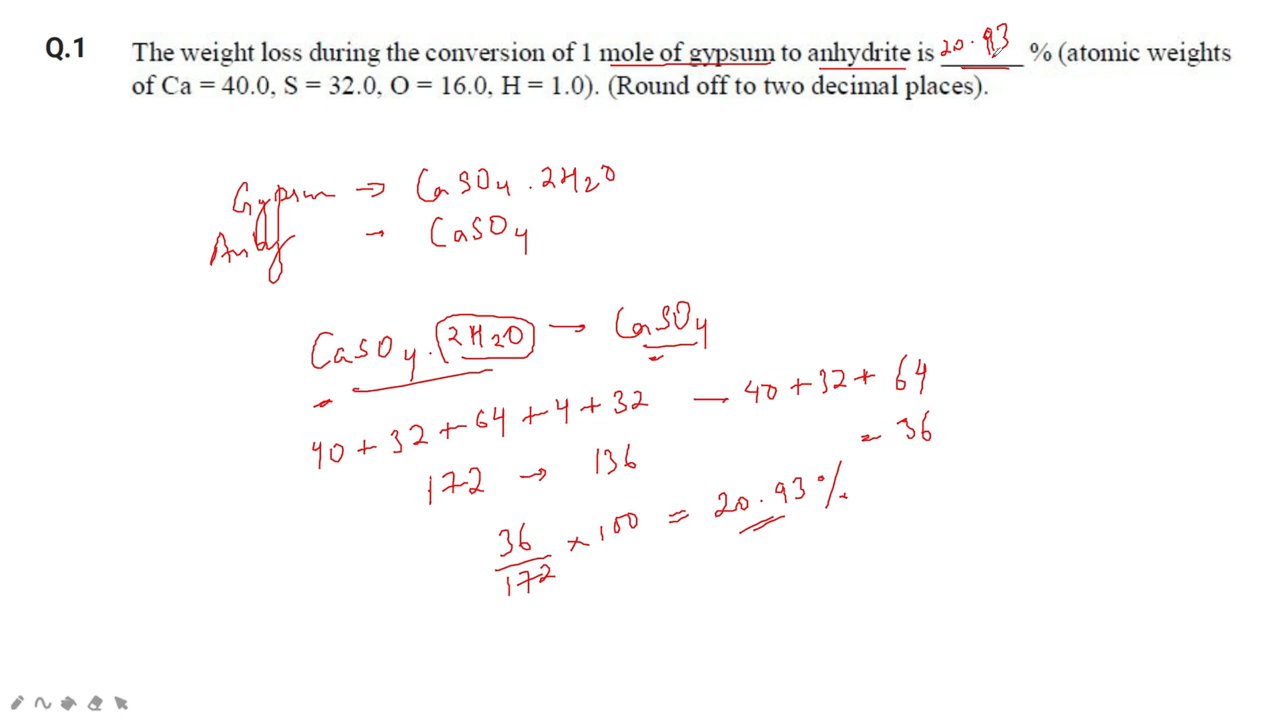 Q.1 The weight loss during the conversion of 1 mole of gypsum to anhydrite is 20.93 % (atomic weights
of Ca = 40.0, S = 32.0, O = 16.0, H = 1.0). (Round off to two decimal places).
Gypsum → CaSO4 . 2H2O
Anhy → CaSO4
CaSO4 . 2H2O → CaSO4
40 + 32 + 64 + 4 + 32 — 40 + 32 + 64
= 36
172 → 136
36/172 × 100 = 20.93 %